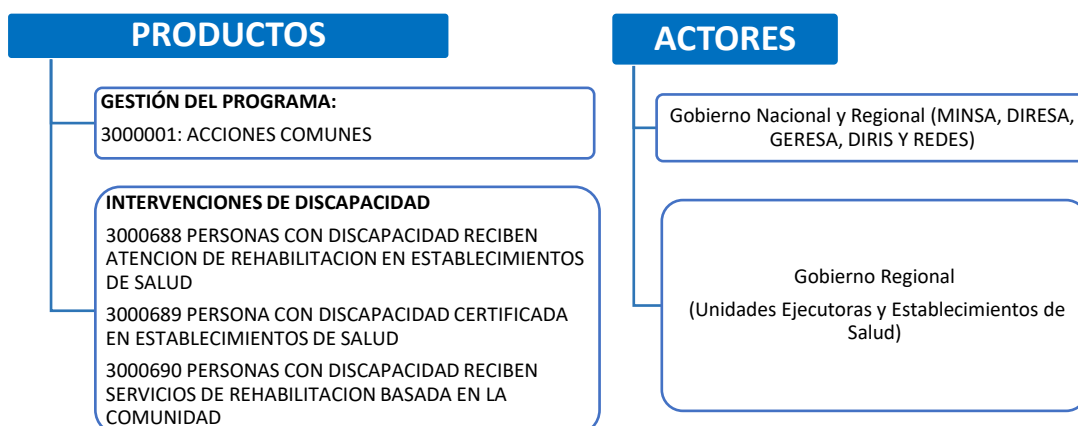 PRODUCTOS
GESTIÓN DEL PROGRAMA:
3000001: ACCIONES COMUNES
INTERVENCIONES DE DISCAPACIDAD
3000688 PERSONAS CON DISCAPACIDAD RECIBEN
ATENCION DE REHABILITACION EN ESTABLECIMIENTOS
DE SALUD
3000689 PERSONA CON DISCAPACIDAD CERTIFICADA
EN ESTABLECIMIENTOS DE SALUD
3000690 PERSONAS CON DISCAPACIDAD RECIBEN
SERVICIOS DE REHABILITACION BASADA EN LA
COMUNIDAD
ACTORES
Gobierno Nacional y Regional (MINSA, DIRESA,
GERESA, DIRIS Y REDES)
Gobierno Regional
(Unidades Ejecutoras y Establecimientos de
Salud)